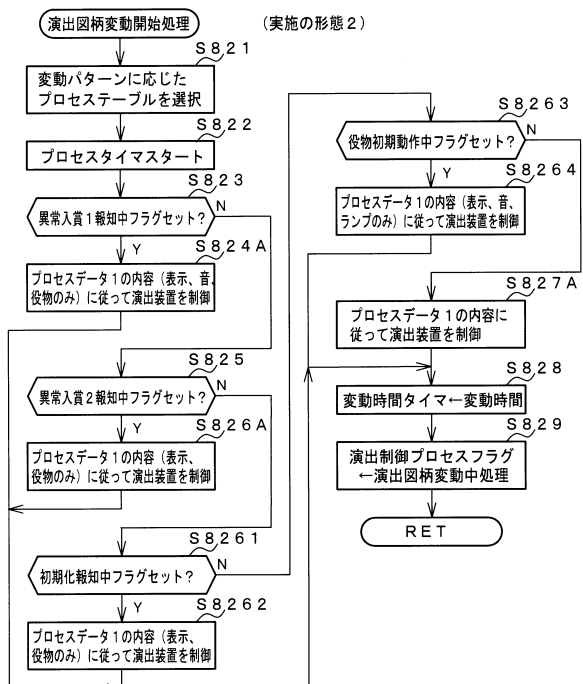 演出図柄変動開始処理
(実施の形態2)
S821
変動パターンに応じた
プロセステーブルを選択
S822
プロセスタイマスタート
S823
異常入賞1報知中フラグセット?
N
Y
S824A
プロセスデータ1の内容(表示、音、
役物のみ)に従って演出装置を制御
S825
異常入賞2報知中フラグセット?
N
Y
S826A
プロセスデータ1の内容(表示、
役物のみ)に従って演出装置を制御
S8261
初期化報知中フラグセット?
N
Y
S8262
プロセスデータ1の内容(表示、
役物のみ)に従って演出装置を制御
S8263
役物初期動作中フラグセット?
N
Y
S8264
プロセスデータ1の内容(表示、音、
ランプのみ)に従って演出装置を制御
S827A
プロセスデータ1の内容に
従って演出装置を制御
S828
変動時間タイマ←変動時間
S829
演出制御プロセスフラグ
←演出図柄変動中処理
RET